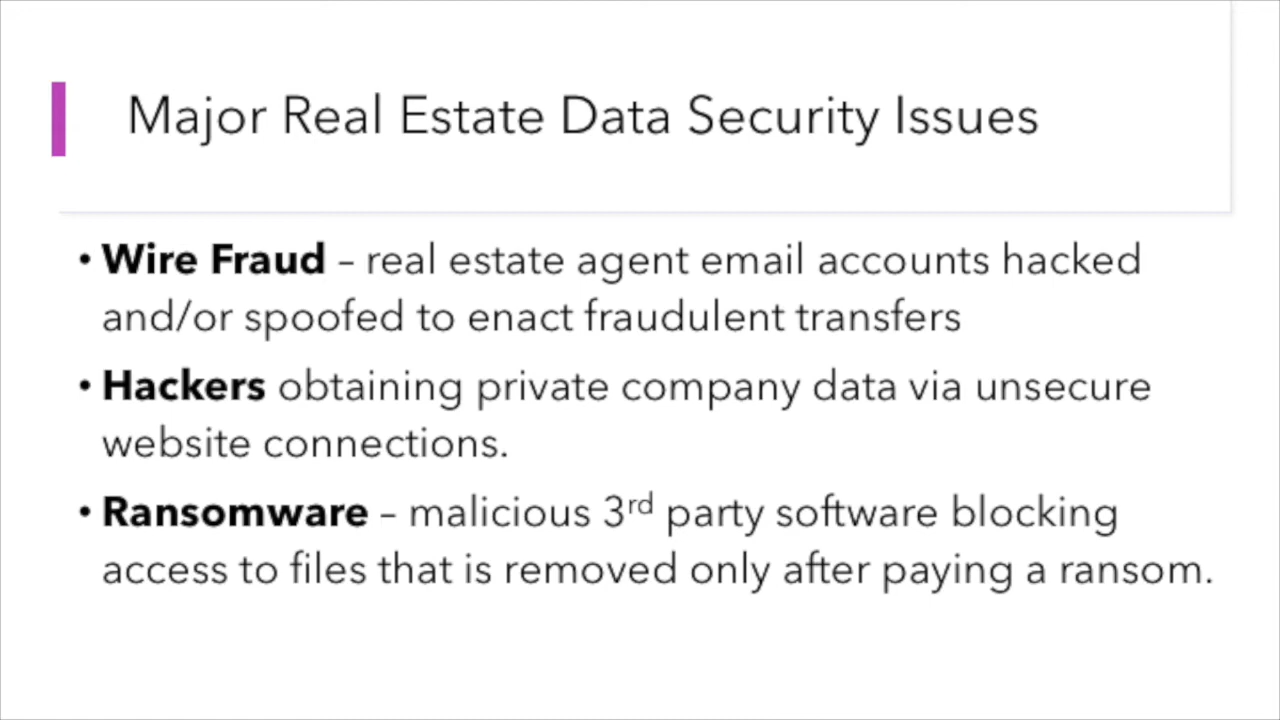 Major Real Estate Data Security Issues
• Wire Fraud – real estate agent email accounts hacked
and/or spoofed to enact fraudulent transfers
• Hackers obtaining private company data via unsecure
website connections.
• Ransomware – malicious 3rd party software blocking
access to files that is removed only after paying a ransom.